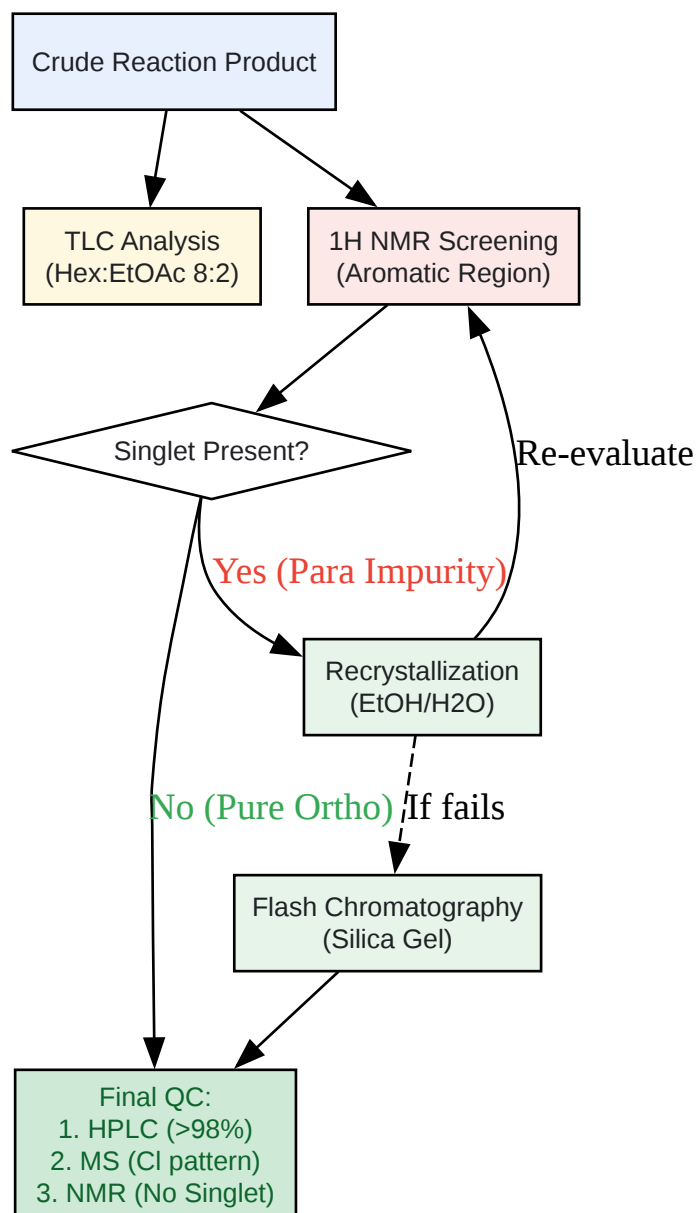 Crude Reaction Product
TLC Analysis
(Hex:EtOAc 8:2)
1H NMR Screening
(Aromatic Region)
Singlet Present?
Re-evaluate
Yes (Para Impurity)
Recrystallization
(EtOH/H2O)
No (Pure Ortho)
If fails
Flash Chromatography
(Silica Gel)
Final QC:
1. HPLC (>98%)
2. MS (Cl pattern)
3. NMR (No Singlet)